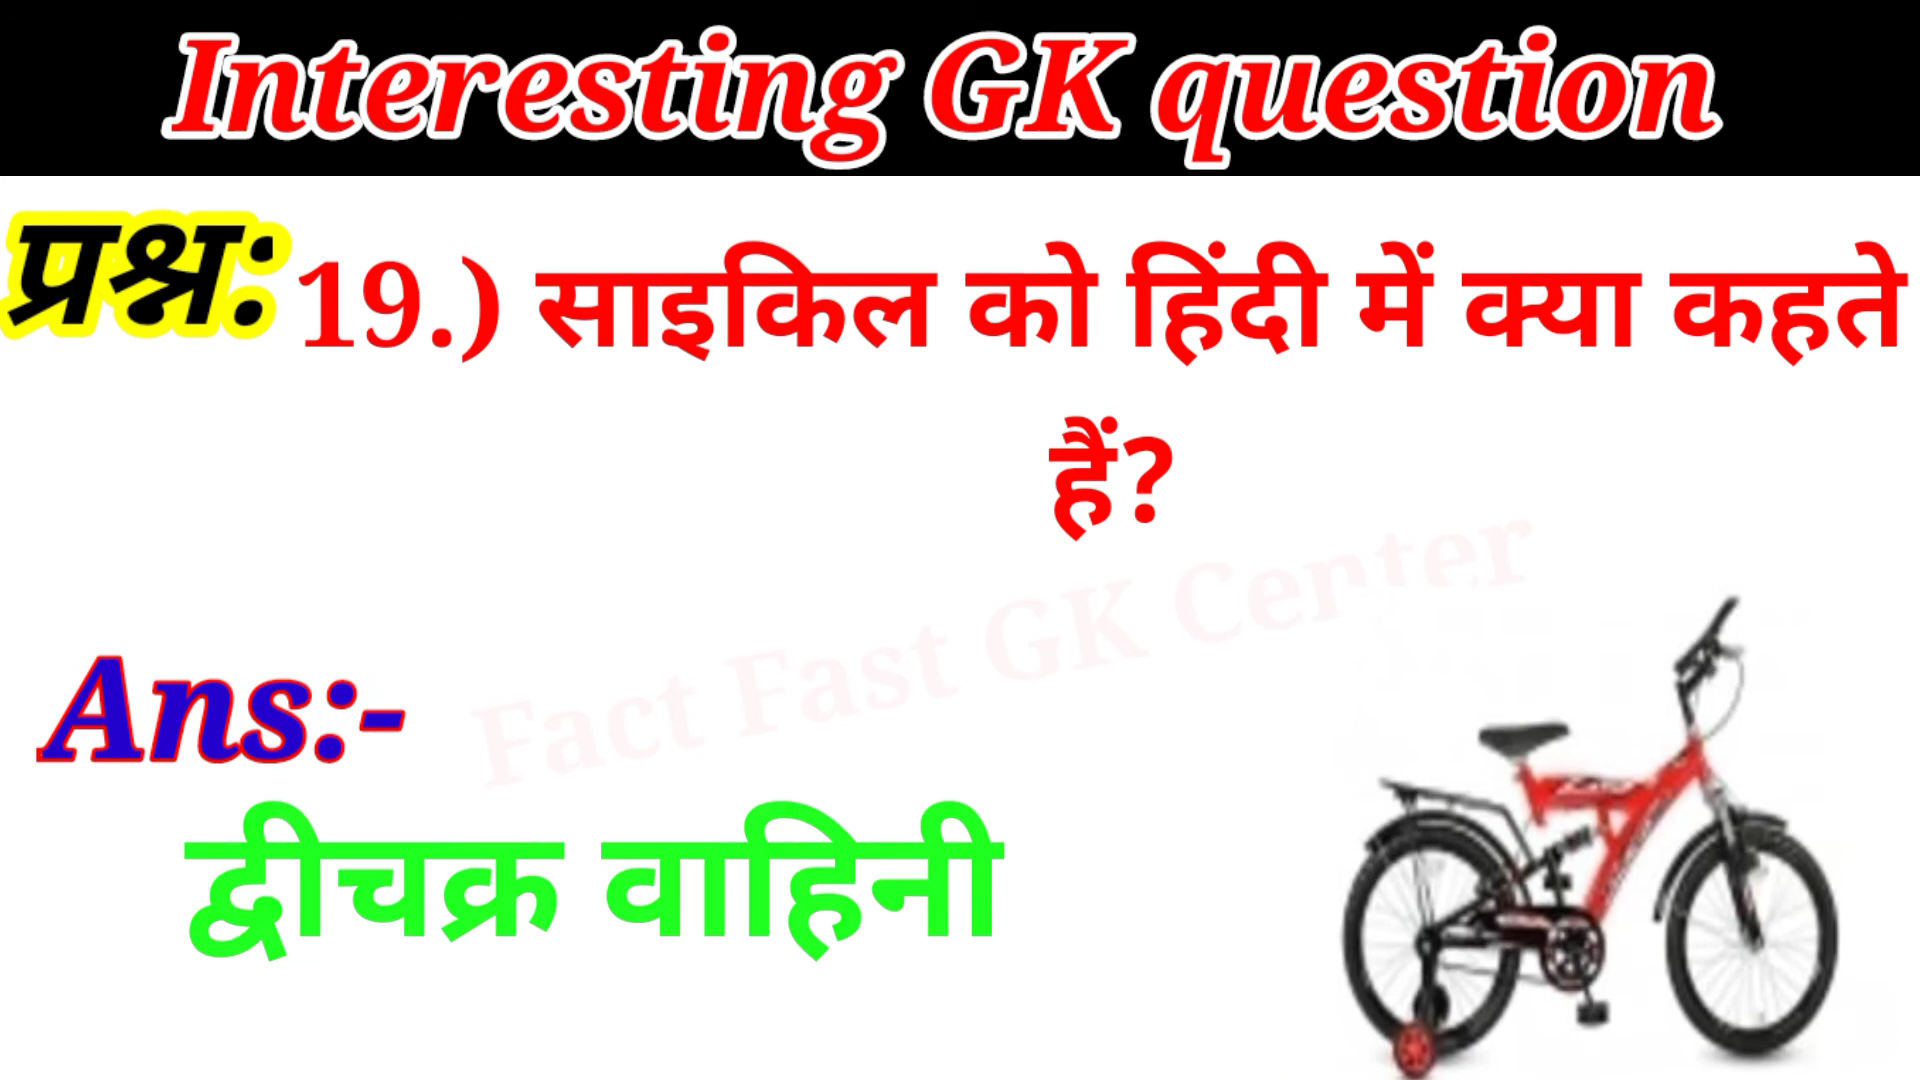 Interesting GK question
प्रश्न: 19.) साइकिल को हिंदी में क्या कहते
हैं?
Fact Fast GK Center
Ans:-
द्वीचक्र वाहिनी